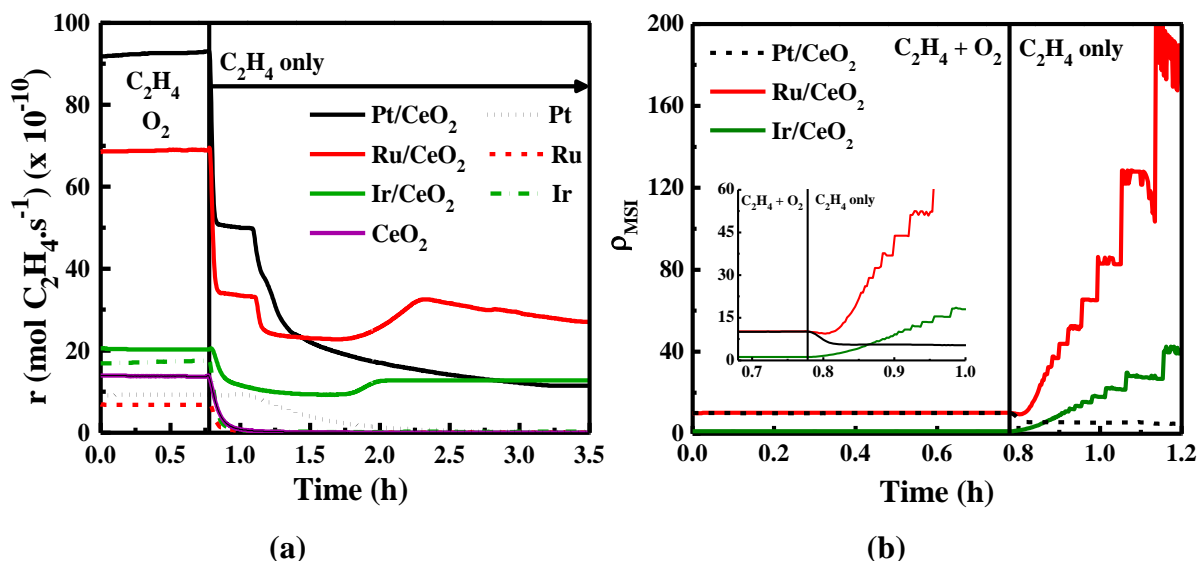 100
80
60
40
20
0
r (mol C₂H₄.s⁻¹) (x 10⁻¹⁰)
C₂H₄
O₂
C₂H₄ only
Pt/CeO₂
Pt
Ru/CeO₂
Ru
Ir/CeO₂
Ir
CeO₂
0.0 0.5 1.0 1.5 2.0 2.5 3.0 3.5
Time (h)
(a)
200
160
120
80
40
0
ρMSI
C₂H₄ + O₂
C₂H₄ only
Pt/CeO₂
Ru/CeO₂
Ir/CeO₂
60
45
30
15
0
C₂H₄ + O₂
C₂H₄ only
0.7 0.8 0.9 1.0
0.0 0.2 0.4 0.6 0.8 1.0 1.2
Time (h)
(b)